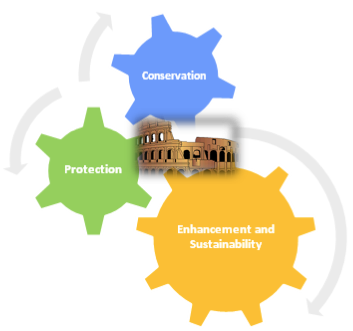 Conservation
Protection
Enhancement and
Sustainability